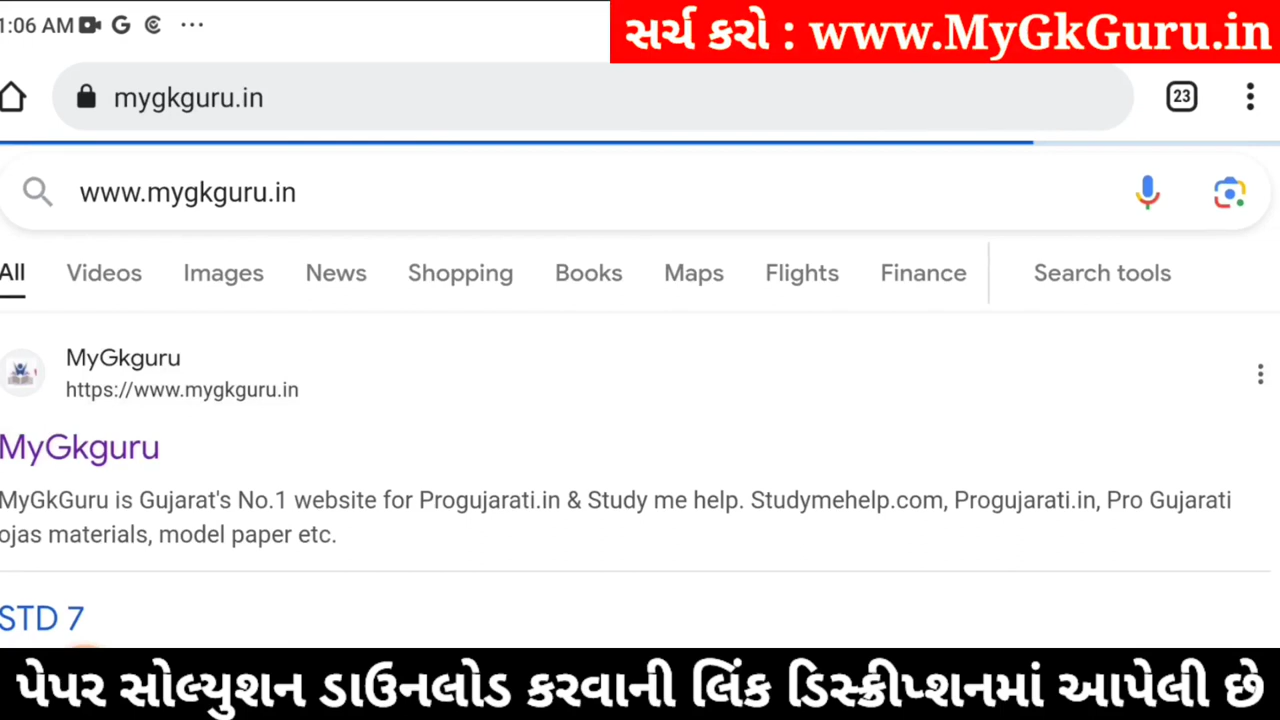 1:06 AM
સર્ચ કરો : www.MyGkGuru.in
mygkguru.in
23
www.mygkguru.in
All Videos Images News Shopping Books Maps Flights Finance Search tools
MyGkguru
https://www.mygkguru.in
MyGkguru
MyGkGuru is Gujarat's No.1 website for Progujarati.in & Study me help. Studymehelp.com, Progujarati.in, Pro Gujarati
ojas materials, model paper etc.
STD 7
પેપર સોલ્યુશન ડાઉનલોડ કરવાની લિંક ડિસ્ક્રીપ્શનમાં આપેલી છે